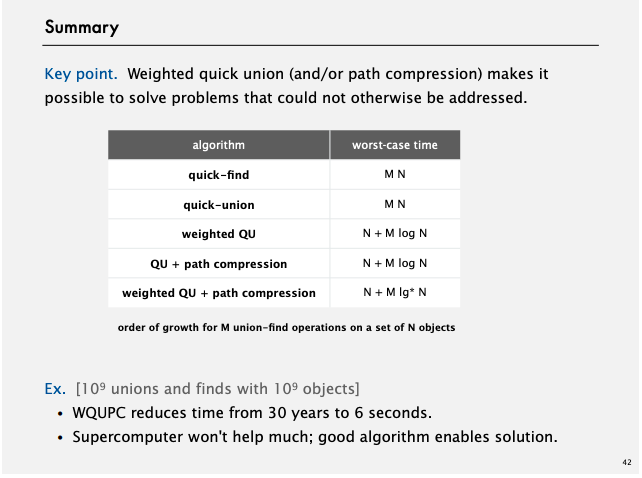 Summary
Key point. Weighted quick union (and/or path compression) makes it
possible to solve problems that could not otherwise be addressed.
algorithm worst-case time
quick-find M N
quick-union M N
weighted QU N + M log N
QU + path compression N + M log N
weighted QU + path compression N + M lg* N
order of growth for M union-find operations on a set of N objects
Ex. [10⁹ unions and finds with 10⁹ objects]
• WQUPC reduces time from 30 years to 6 seconds.
• Supercomputer won't help much; good algorithm enables solution.
42